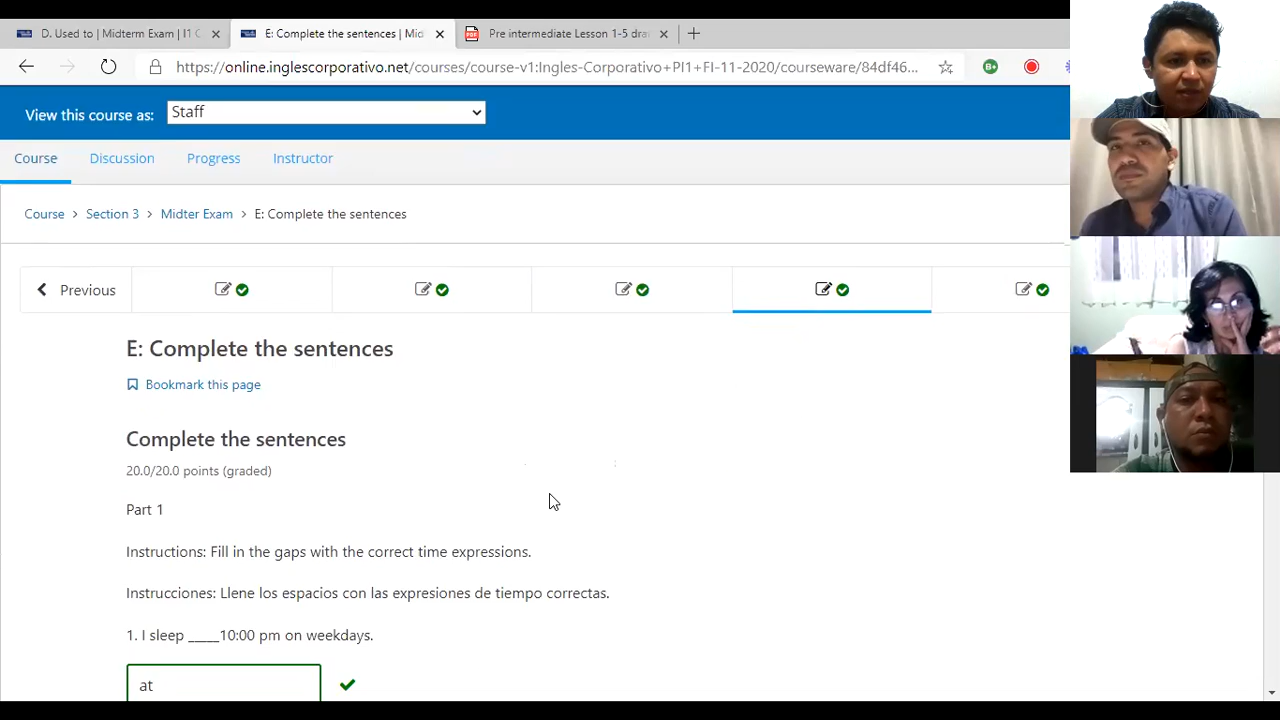 D. Used to | Midterm Exam | I1 C
E: Complete the sentences | Mid
Pre intermediate Lesson 1-5 dra
https://online.inglescorporativo.net/courses/course-v1:Ingles-Corporativo+PI1+FI-11-2020/courseware/84df46...
View this course as:
Staff
Course
Discussion
Progress
Instructor
Course > Section 3 > Midter Exam > E: Complete the sentences
Previous
E: Complete the sentences
Bookmark this page
Complete the sentences
20.0/20.0 points (graded)
Part 1
Instructions: Fill in the gaps with the correct time expressions.
Instrucciones: Llene los espacios con las expresiones de tiempo correctas.
1. I sleep _____10:00 pm on weekdays.
at